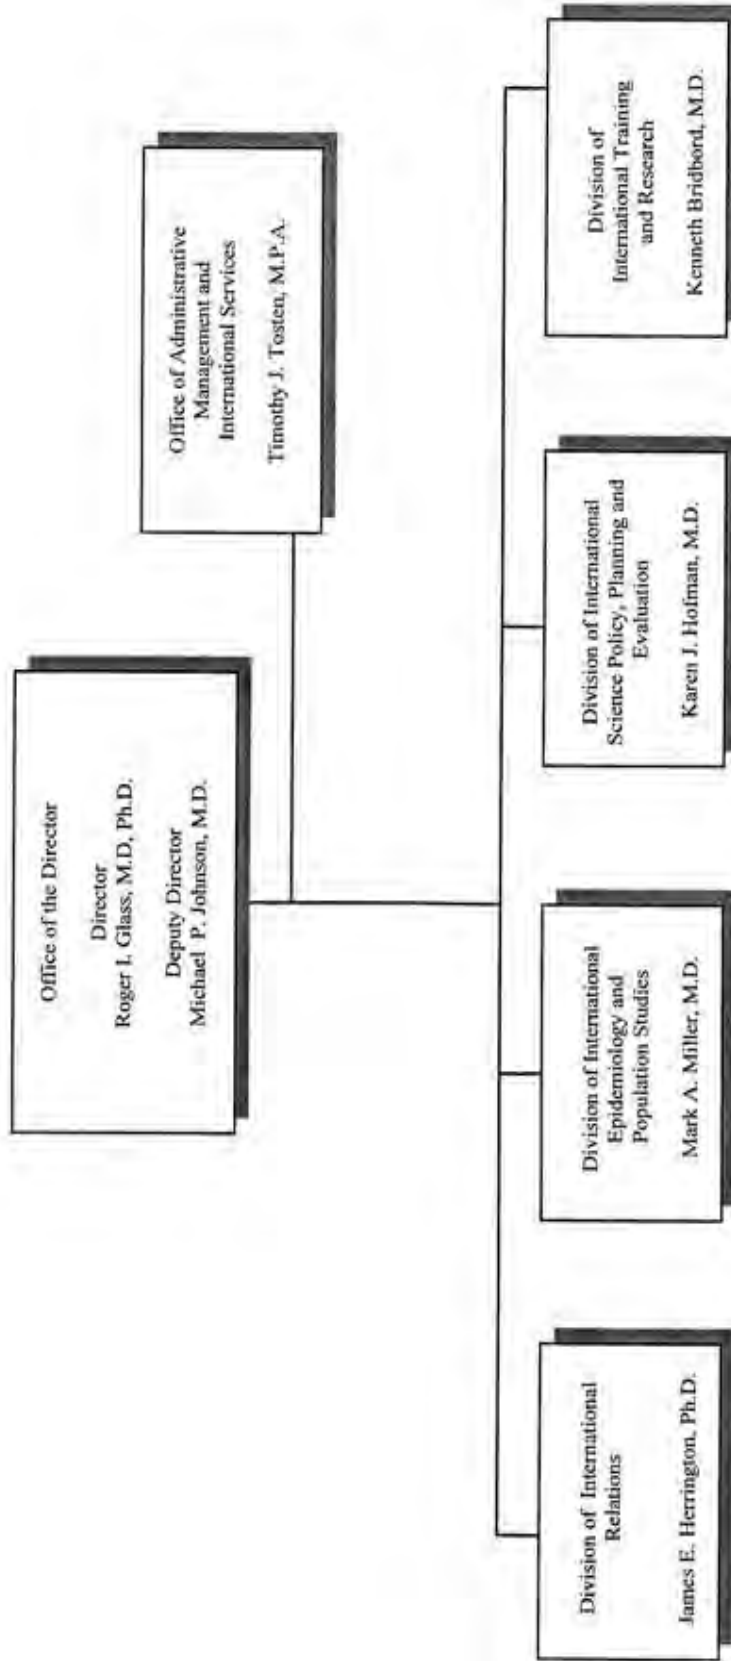 Office of the Director
Director
Roger I. Glass, M.D, Ph.D.
Deputy Director
Michael P. Johnson, M.D.
Office of Administrative
Management and
International Services
Timothy J. Tosten, M.P.A.
Division of International
Relations
James E. Herrington, Ph.D.
Division of International
Epidemiology and
Population Studies
Mark A. Miller, M.D.
Division of International
Science Policy, Planning and
Evaluation
Karen J. Hofman, M.D.
Division of
International Training
and Research
Kenneth Bridbord, M.D.